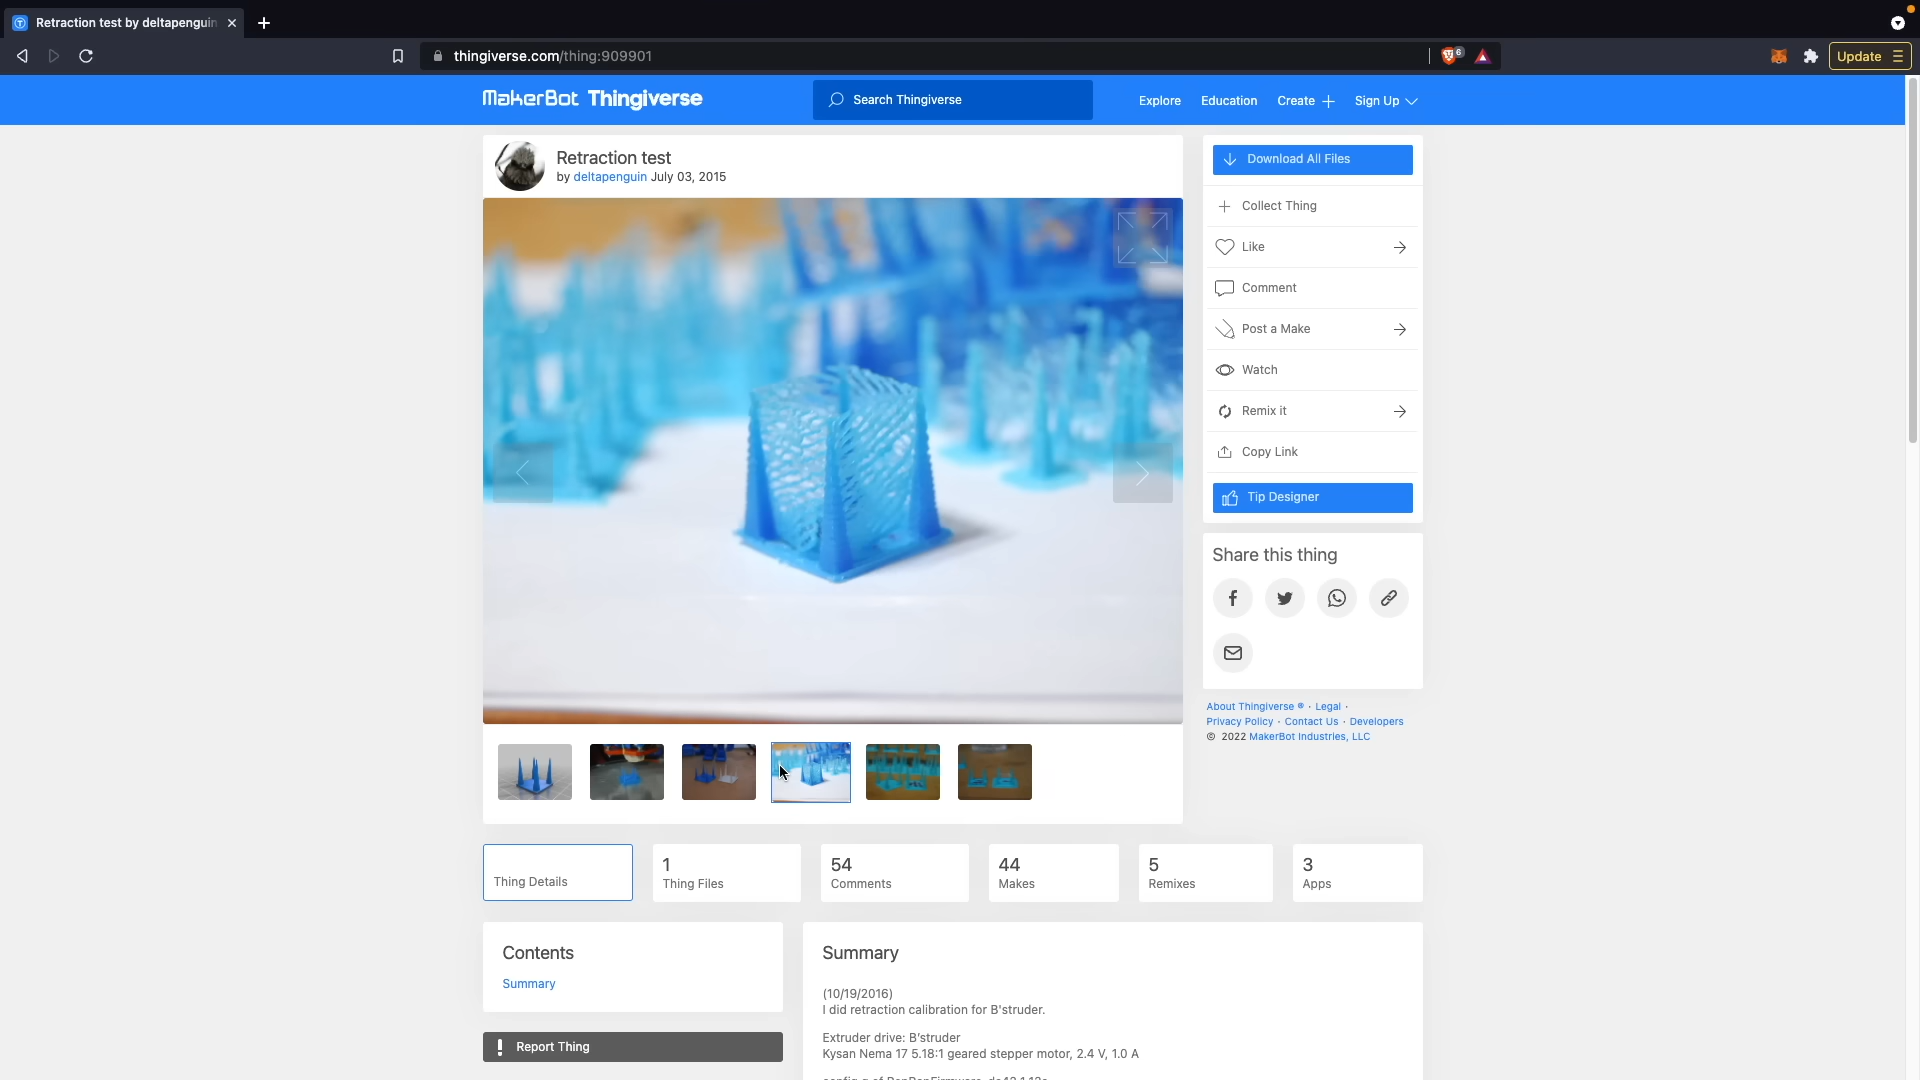 Retraction test by deltapenguin
thingiverse.com/thing:909901
6
Update
MakerBot Thingiverse
Search Thingiverse
Explore
Education
Create
Sign Up
Retraction test
by deltapenguin July 03, 2015
Download All Files
Collect Thing
Like
Comment
Post a Make
Watch
Remix it
Copy Link
Tip Designer
Share this thing
About Thingiverse ® · Legal ·
Privacy Policy · Contact Us · Developers
© 2022 MakerBot Industries, LLC
Thing Details
1
Thing Files
54
Comments
44
Makes
5
Remixes
3
Apps
Contents
Summary
Report Thing
Summary
(10/19/2016)
I did retraction calibration for B'struder.
Extruder drive: B'struder
Kysan Nema 17 5.18:1 geared stepper motor, 2.4 V, 1.0 A